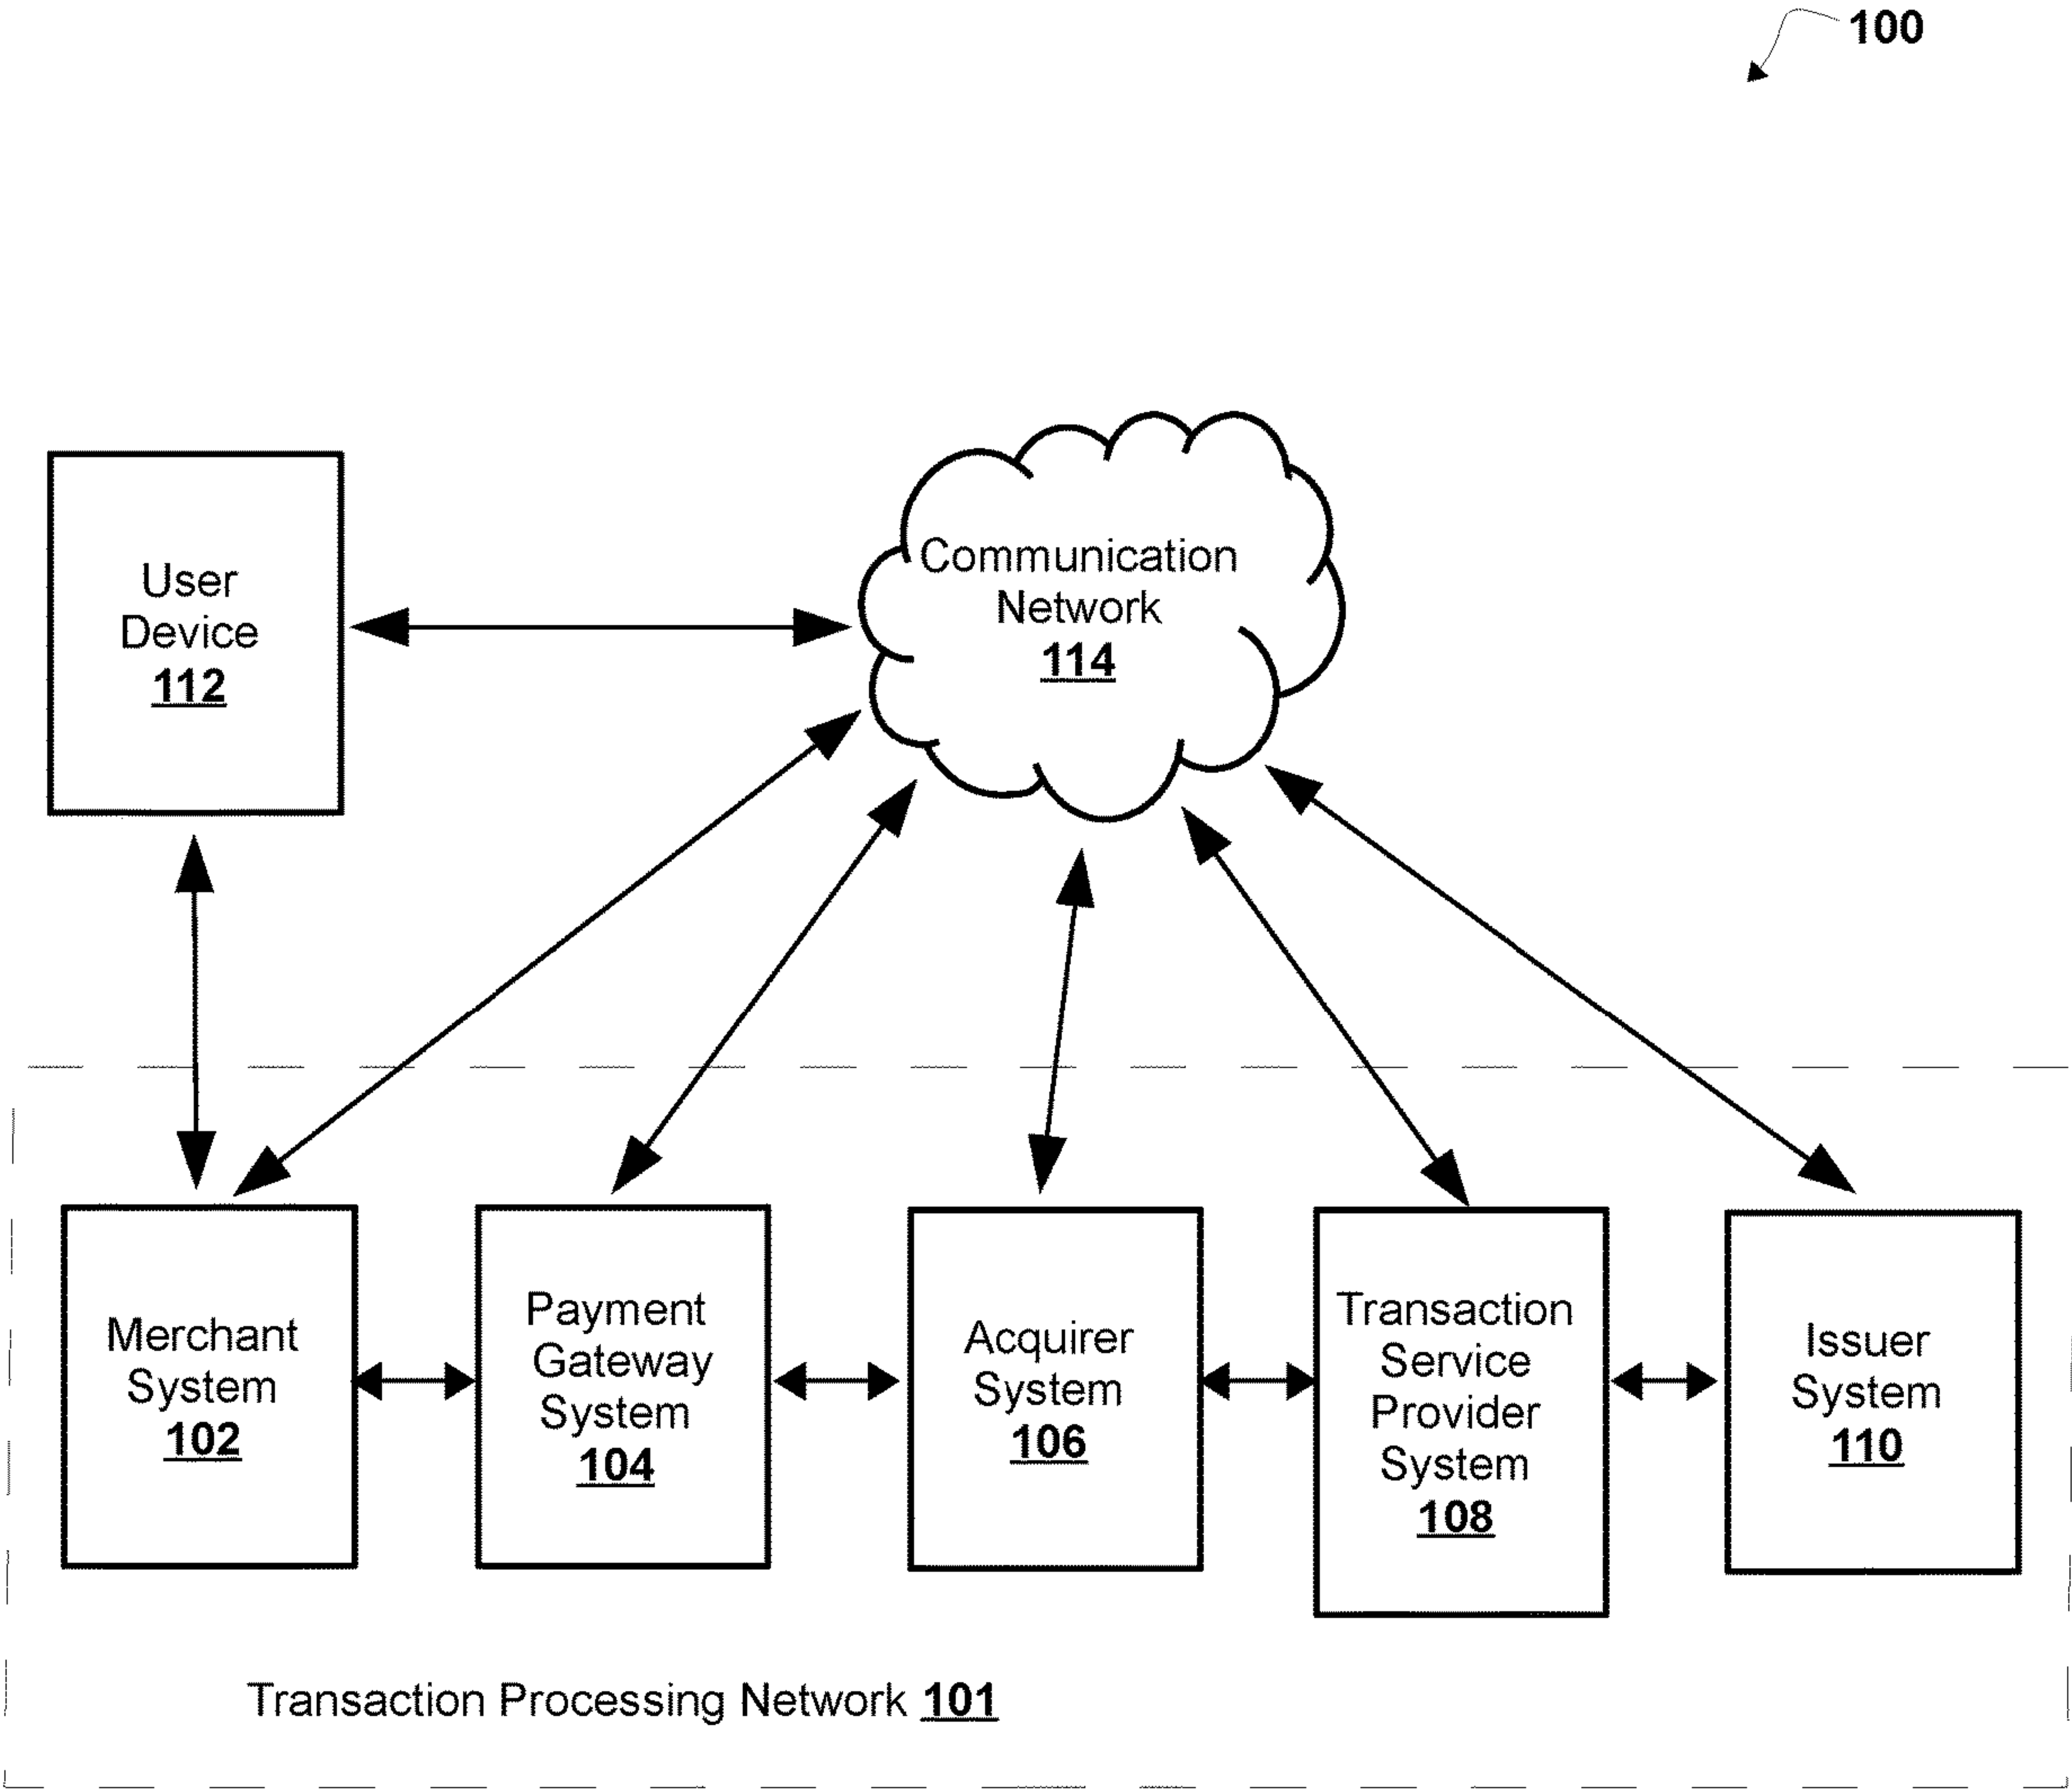 100
User
Device
112
Communication
Network
114
Merchant
System
102
Payment
Gateway
System
104
Acquirer
System
106
Transaction
Service
Provider
System
108
Issuer
System
110
Transaction Processing Network 101